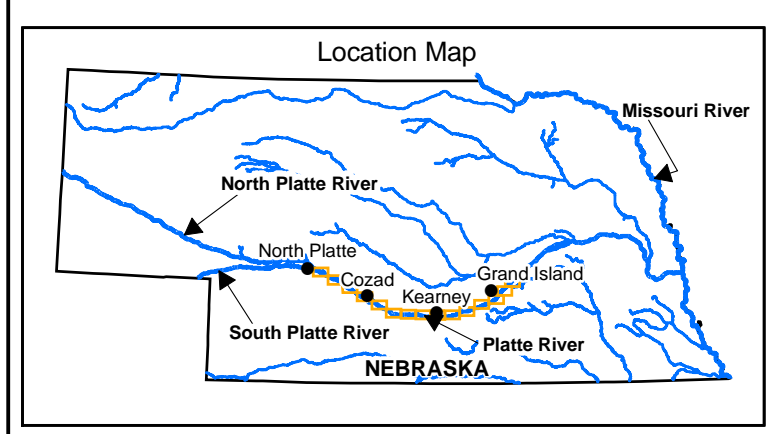 Location Map
Missouri River
North Platte River
North Platte
Cozad
Grand Island
Kearney
South Platte River
Platte River
NEBRASKA